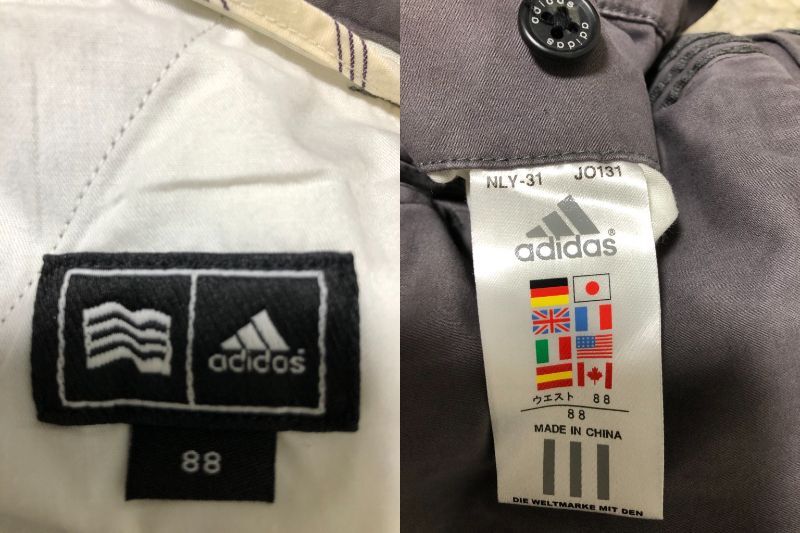 adidas
88
adidas
NLY-31 JO131
adidas
ウエスト 88
88
MADE IN CHINA
DIE WELTMARKE MIT DEN